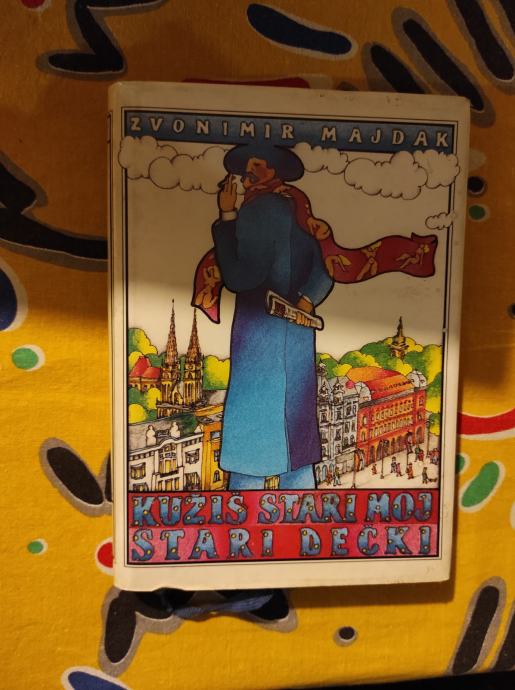 ZVONIMIR MAJDAK
KUŽIŠ STARI MOJ
STARI DEČKI